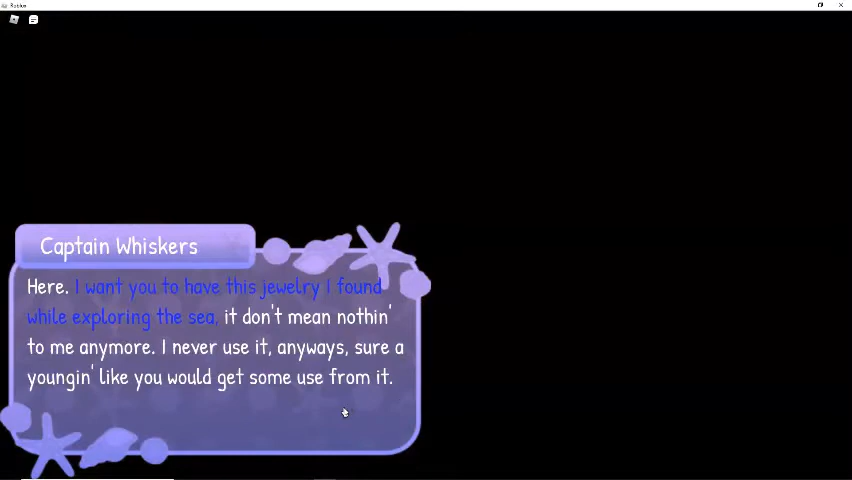 Roblox
Captain Whiskers
Here. I want you to have this jewelry I found
while exploring the sea, it don't mean nothin'
to me anymore. I never use it, anyways, sure a
youngin' like you would get some use from it.